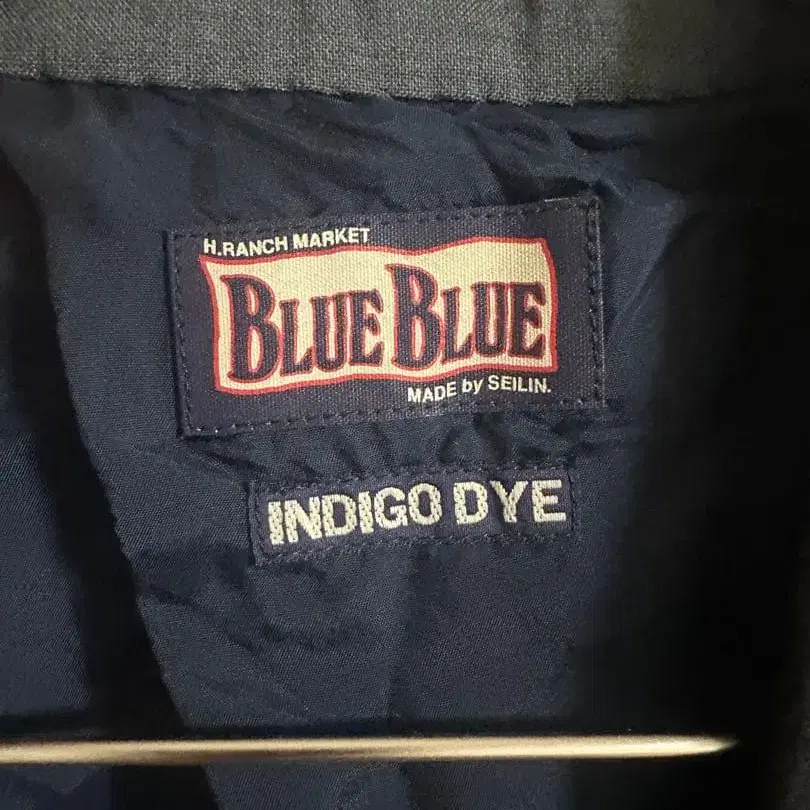 H.RANCH MARKET
BLUE BLUE
MADE by SEILIN.
INDIGO DYE